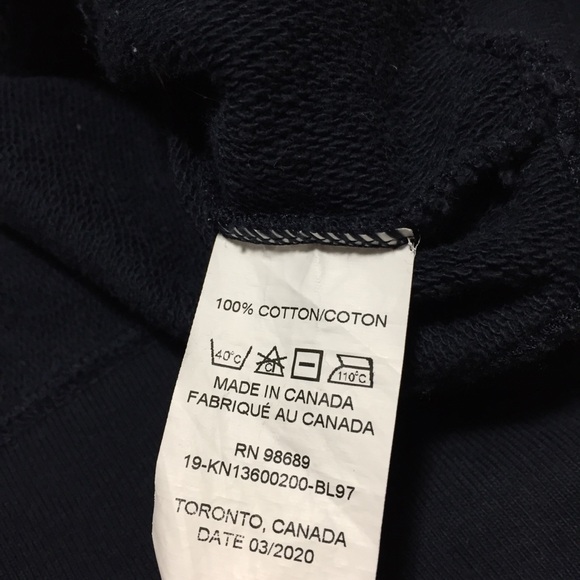 100% COTTON/COTON
40°C Cl 110°C
MADE IN CANADA
FABRIQUÉ AU CANADA
RN 98689
19-KN13600200-BL97
TORONTO, CANADA
DATE 03/2020